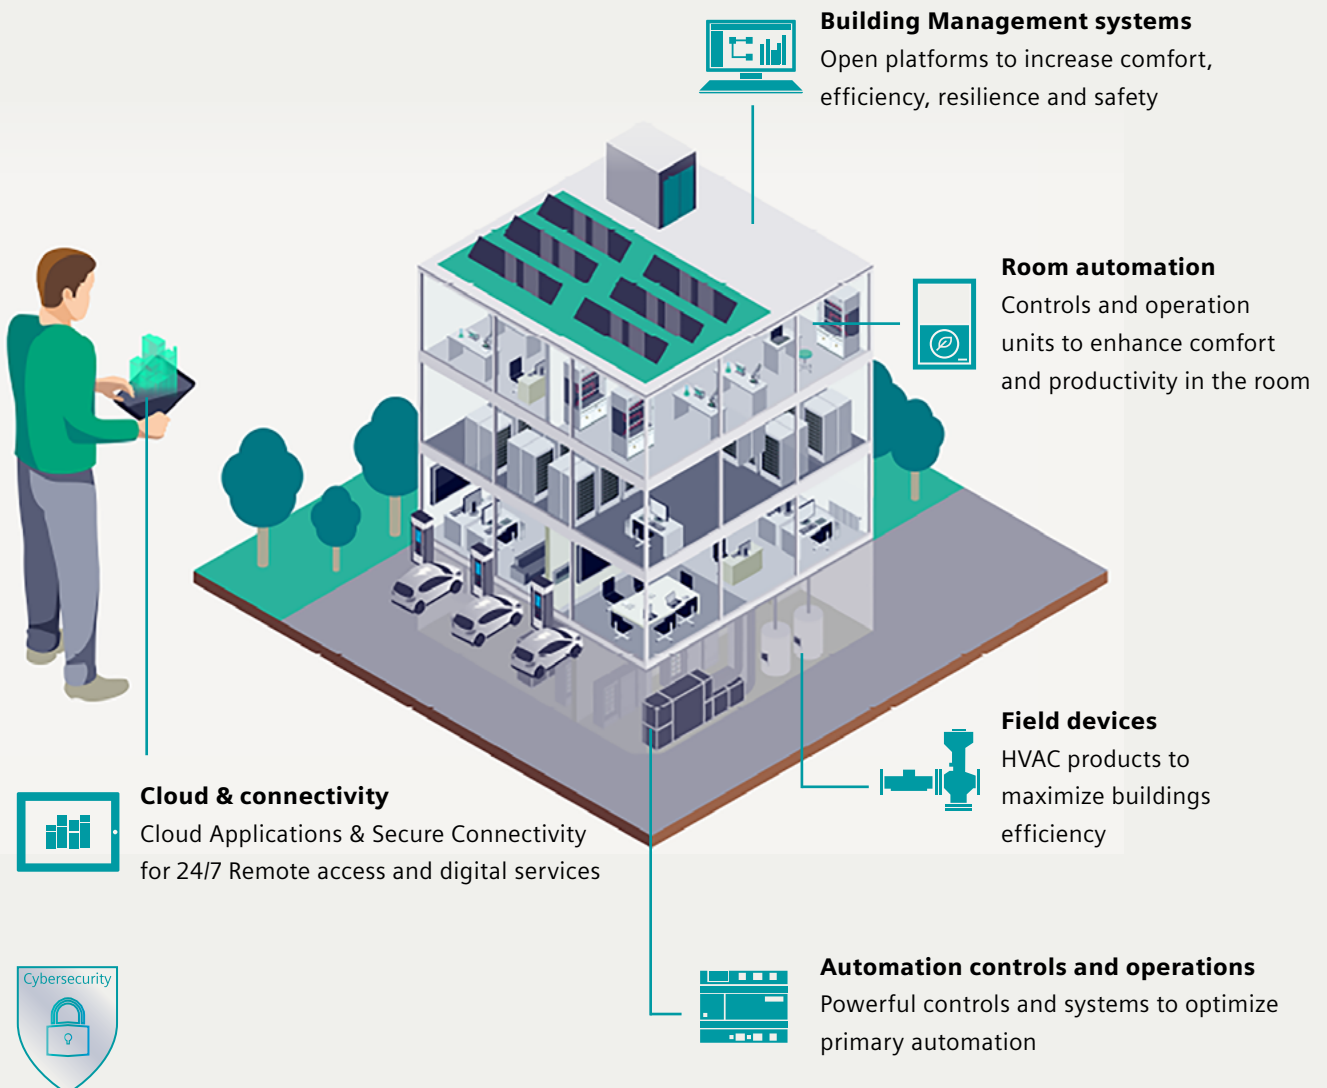 Building Management systems
Open platforms to increase comfort,
efficiency, resilience and safety
Room automation
Controls and operation
units to enhance comfort
and productivity in the room
Field devices
HVAC products to
maximize buildings
efficiency
Cloud & connectivity
Cloud Applications & Secure Connectivity
for 24/7 Remote access and digital services
Automation controls and operations
Powerful controls and systems to optimize
primary automation
Cybersecurity